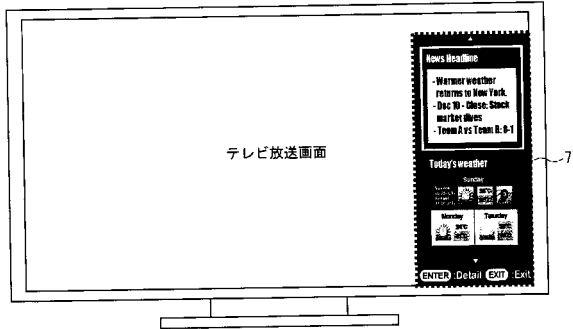 テレビ放送画面
News Headline
- Warmer weather
returns to New York.
- Dec 10 - Close: Stock
market dives
- Team A vs Team B: 8-1
Today's weather
Sunday
Monday
Tuesday
ENTER :Detail EXIT :Exit
7